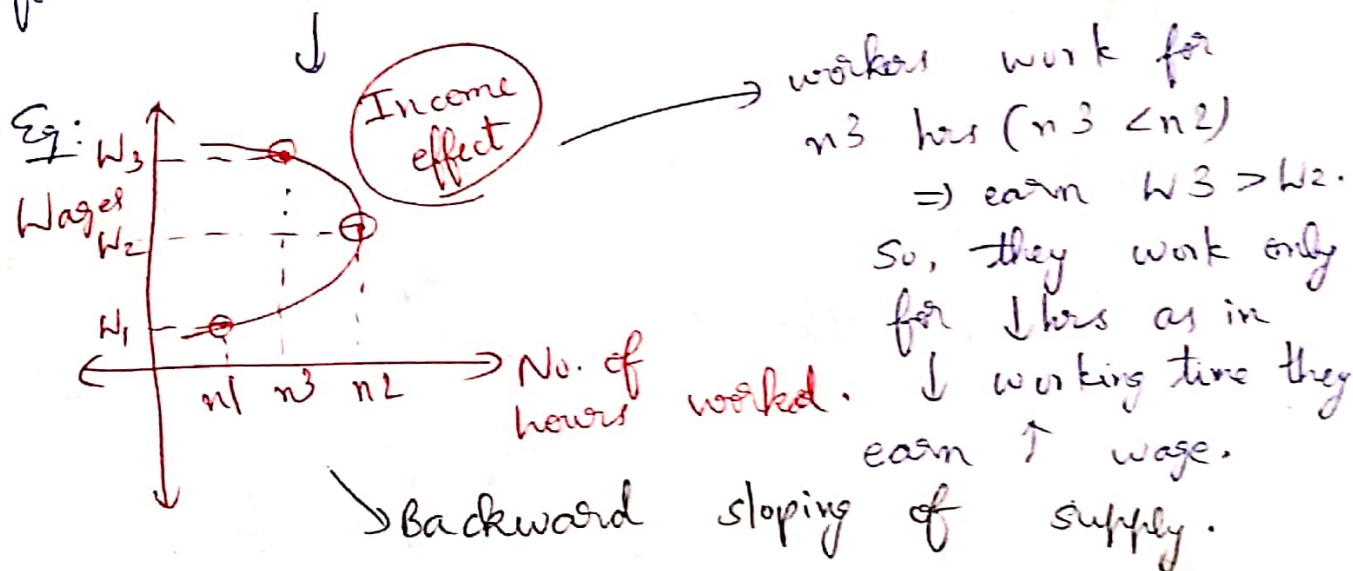 ↓
Eg:
Income
effect
W3
Wages
W2
W1
n1 n3 n2
No. of
hours worked.
→ workers work for
n3 hrs (n3 < n2)
=) earn W3 > W2.
So, they work only
for ↓ hrs as in
↓ working time they
earn ↑ wage.
Backward sloping of supply.